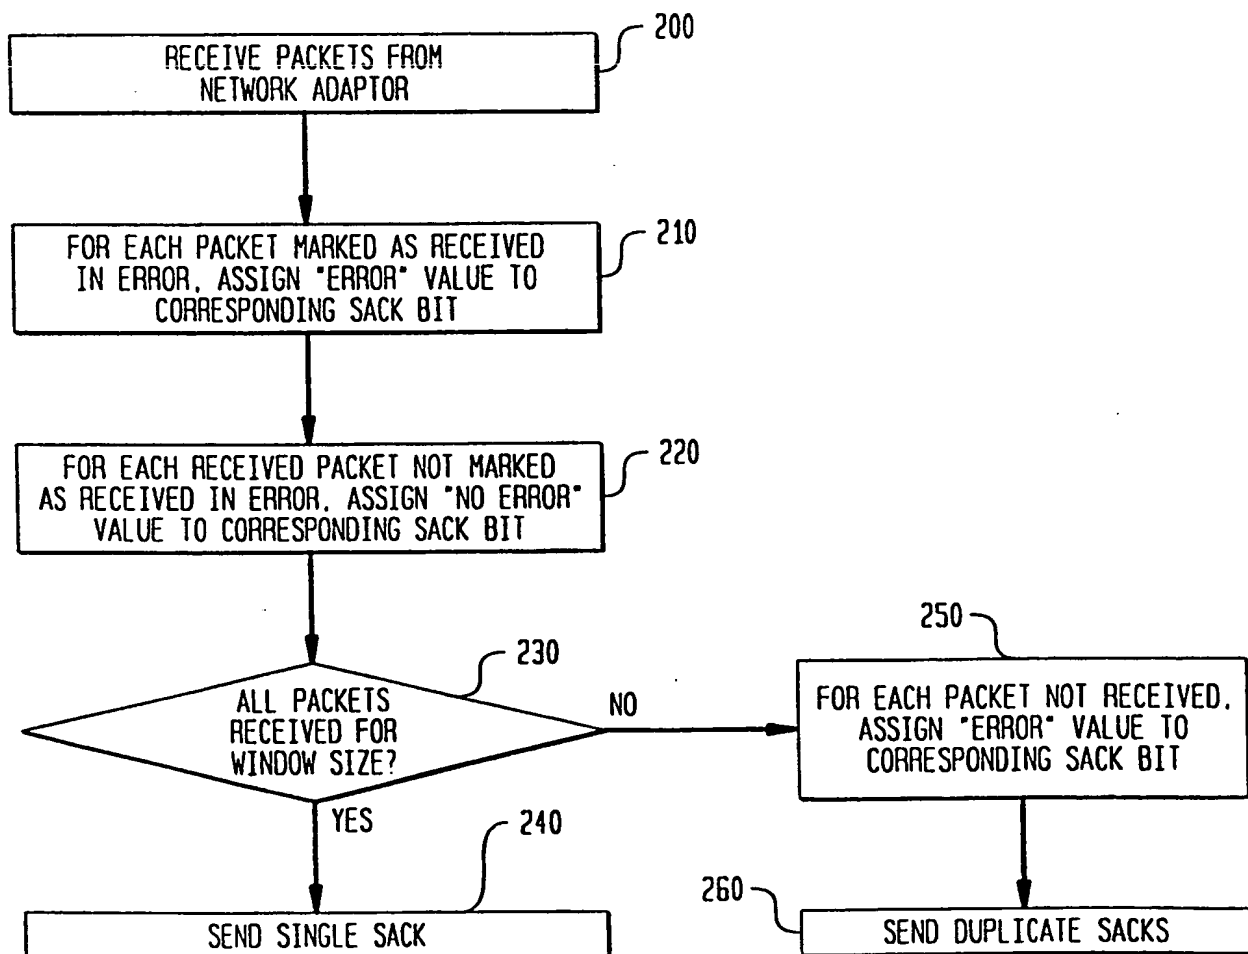 200
RECEIVE PACKETS FROM
NETWORK ADAPTOR
210
FOR EACH PACKET MARKED AS RECEIVED
IN ERROR, ASSIGN "ERROR" VALUE TO
CORRESPONDING SACK BIT
220
FOR EACH RECEIVED PACKET NOT MARKED
AS RECEIVED IN ERROR, ASSIGN "NO ERROR"
VALUE TO CORRESPONDING SACK BIT
230
ALL PACKETS
RECEIVED FOR
WINDOW SIZE?
NO
YES
250
FOR EACH PACKET NOT RECEIVED,
ASSIGN "ERROR" VALUE TO
CORRESPONDING SACK BIT
240
SEND SINGLE SACK
260
SEND DUPLICATE SACKS